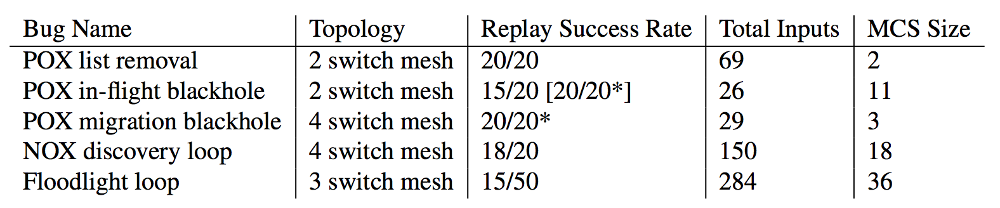 Bug Name Topology Replay Success Rate Total Inputs MCS Size
POX list removal 2 switch mesh 20/20 69 2
POX in-flight blackhole 2 switch mesh 15/20 [20/20*] 26 11
POX migration blackhole 4 switch mesh 20/20* 29 3
NOX discovery loop 4 switch mesh 18/20 150 18
Floodlight loop 3 switch mesh 15/50 284 36